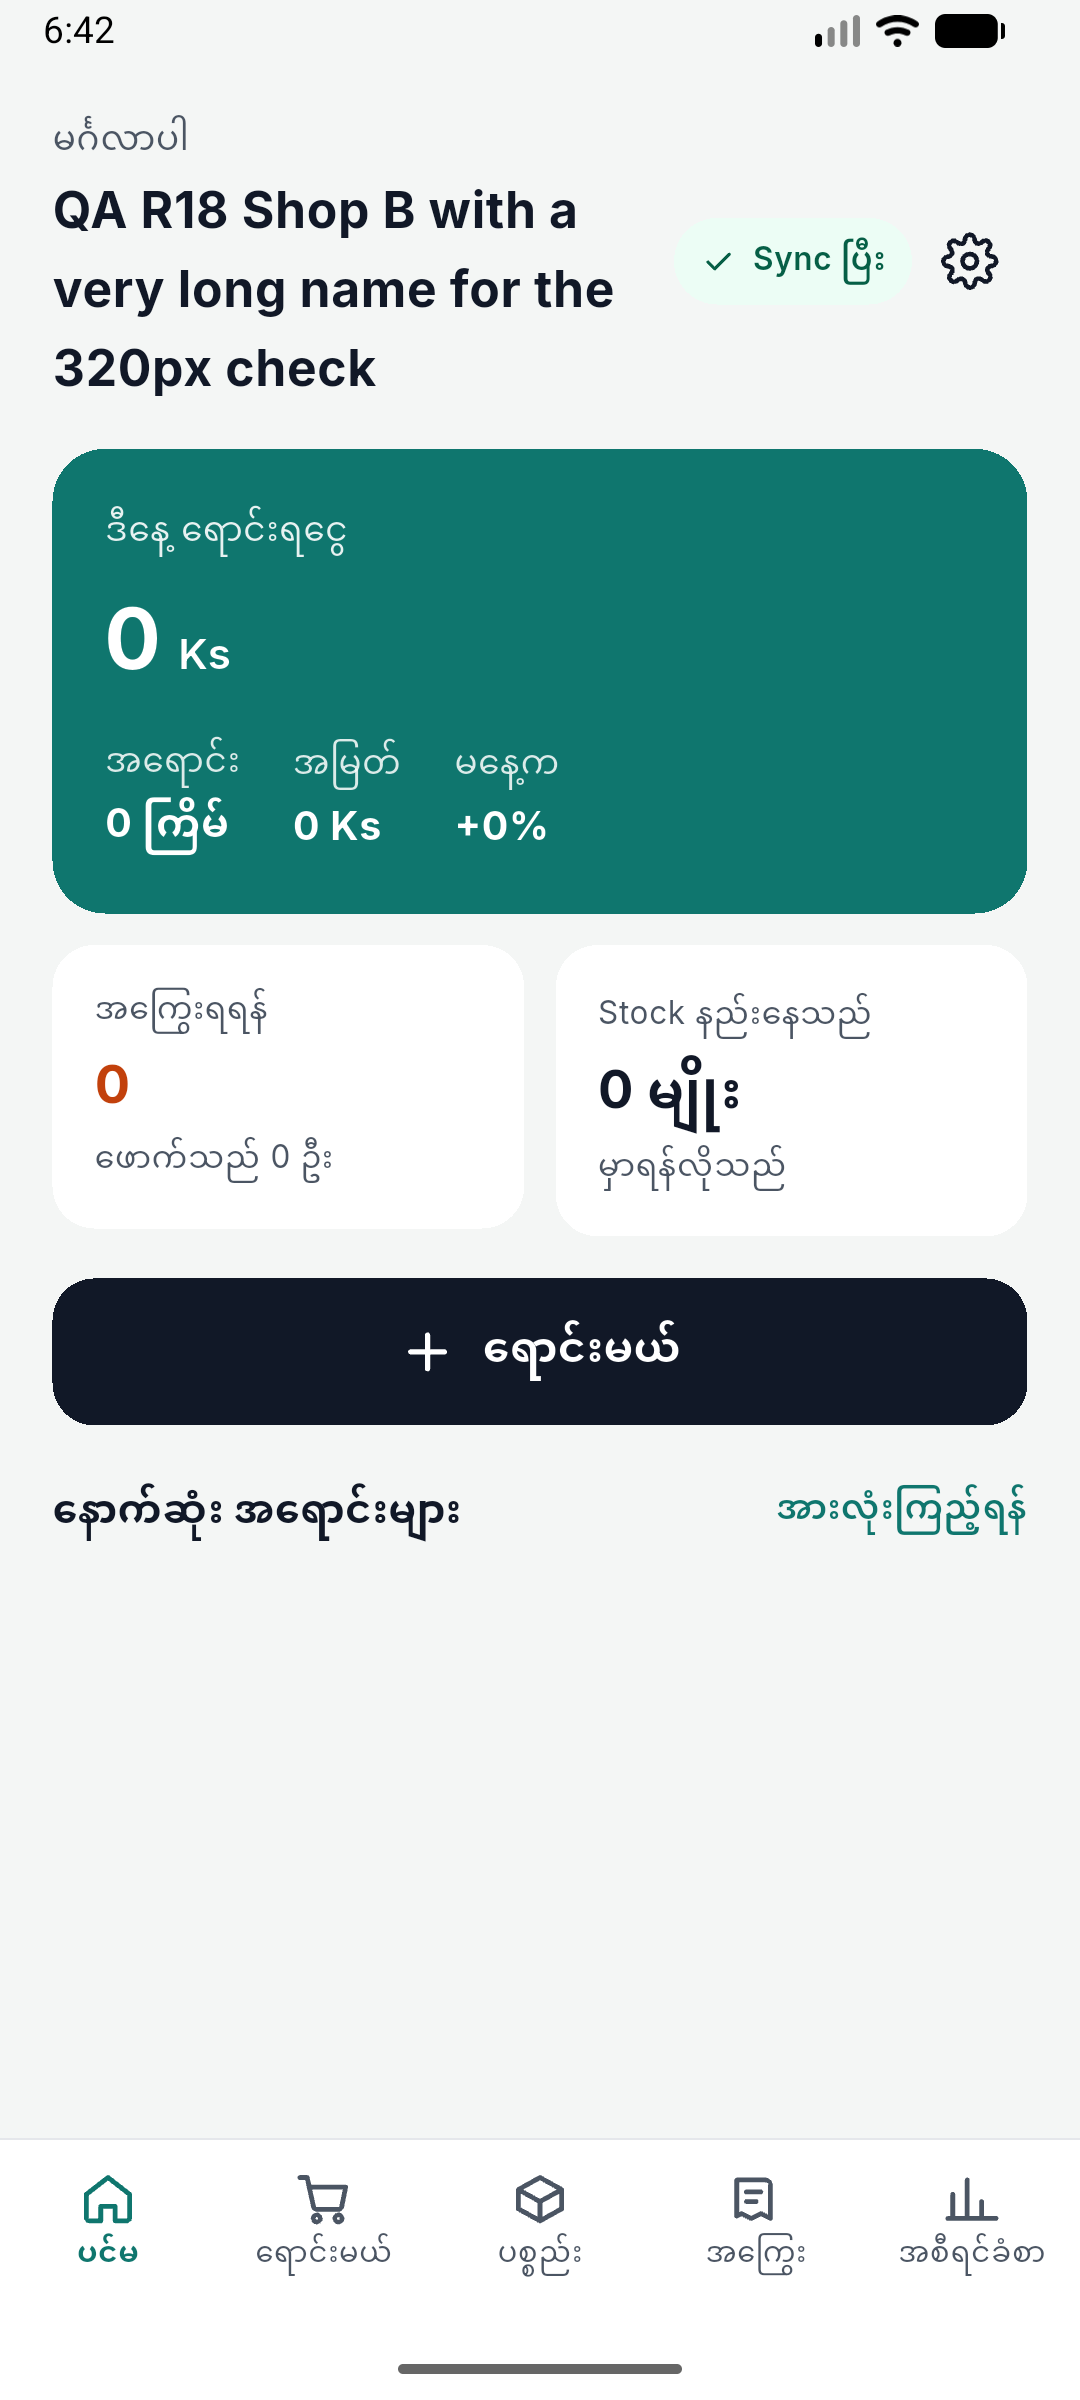 6:42
မင်္ဂလာပါ
QA R18 Shop B with a
very long name for the
320px check
Sync ပြီး
ဒီနေ့ ရောင်းရငွေ
0 Ks
အရောင်း အမြတ် မနေ့က
0 ကြိမ် 0 Ks +0%
အကြွေးရရန်
0
ဖောက်သည် 0 ဦး
Stock နည်းနေသည်
0 မျိုး
မှာရန်လိုသည်
ရောင်းမယ်
နောက်ဆုံး အရောင်းများ
အားလုံးကြည့်ရန်
ပင်မ ရောင်းမယ် ပစ္စည်း အကြွေး အစီရင်ခံစာ